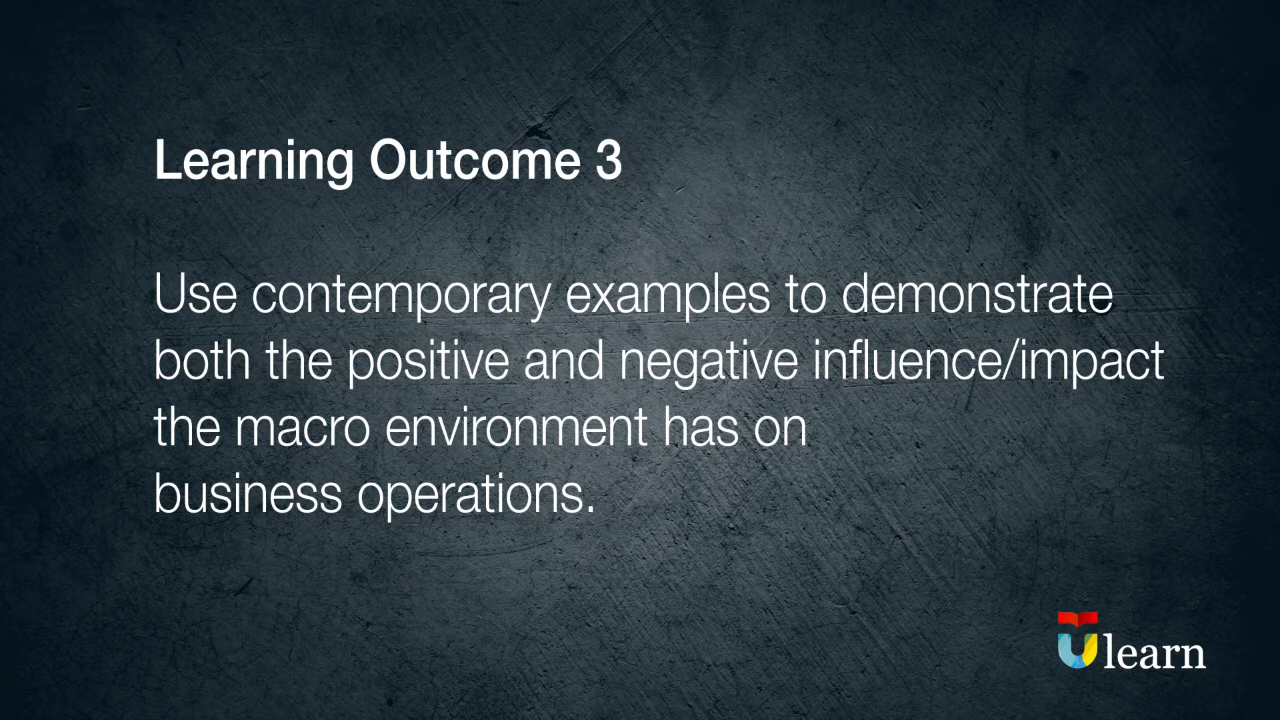 Learning Outcome 3
Use contemporary examples to demonstrate
both the positive and negative influence/impact
the macro environment has on
business operations.
U learn